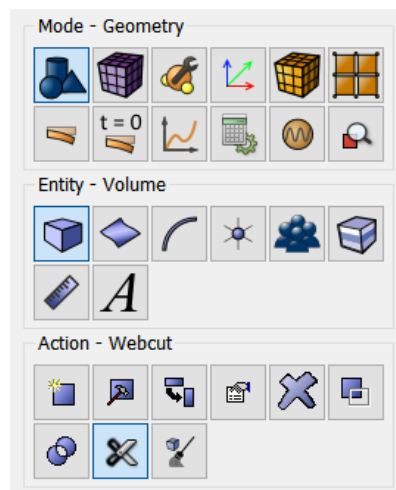 Mode - Geometry
t = 0
Entity - Volume
A
Action - Webcut